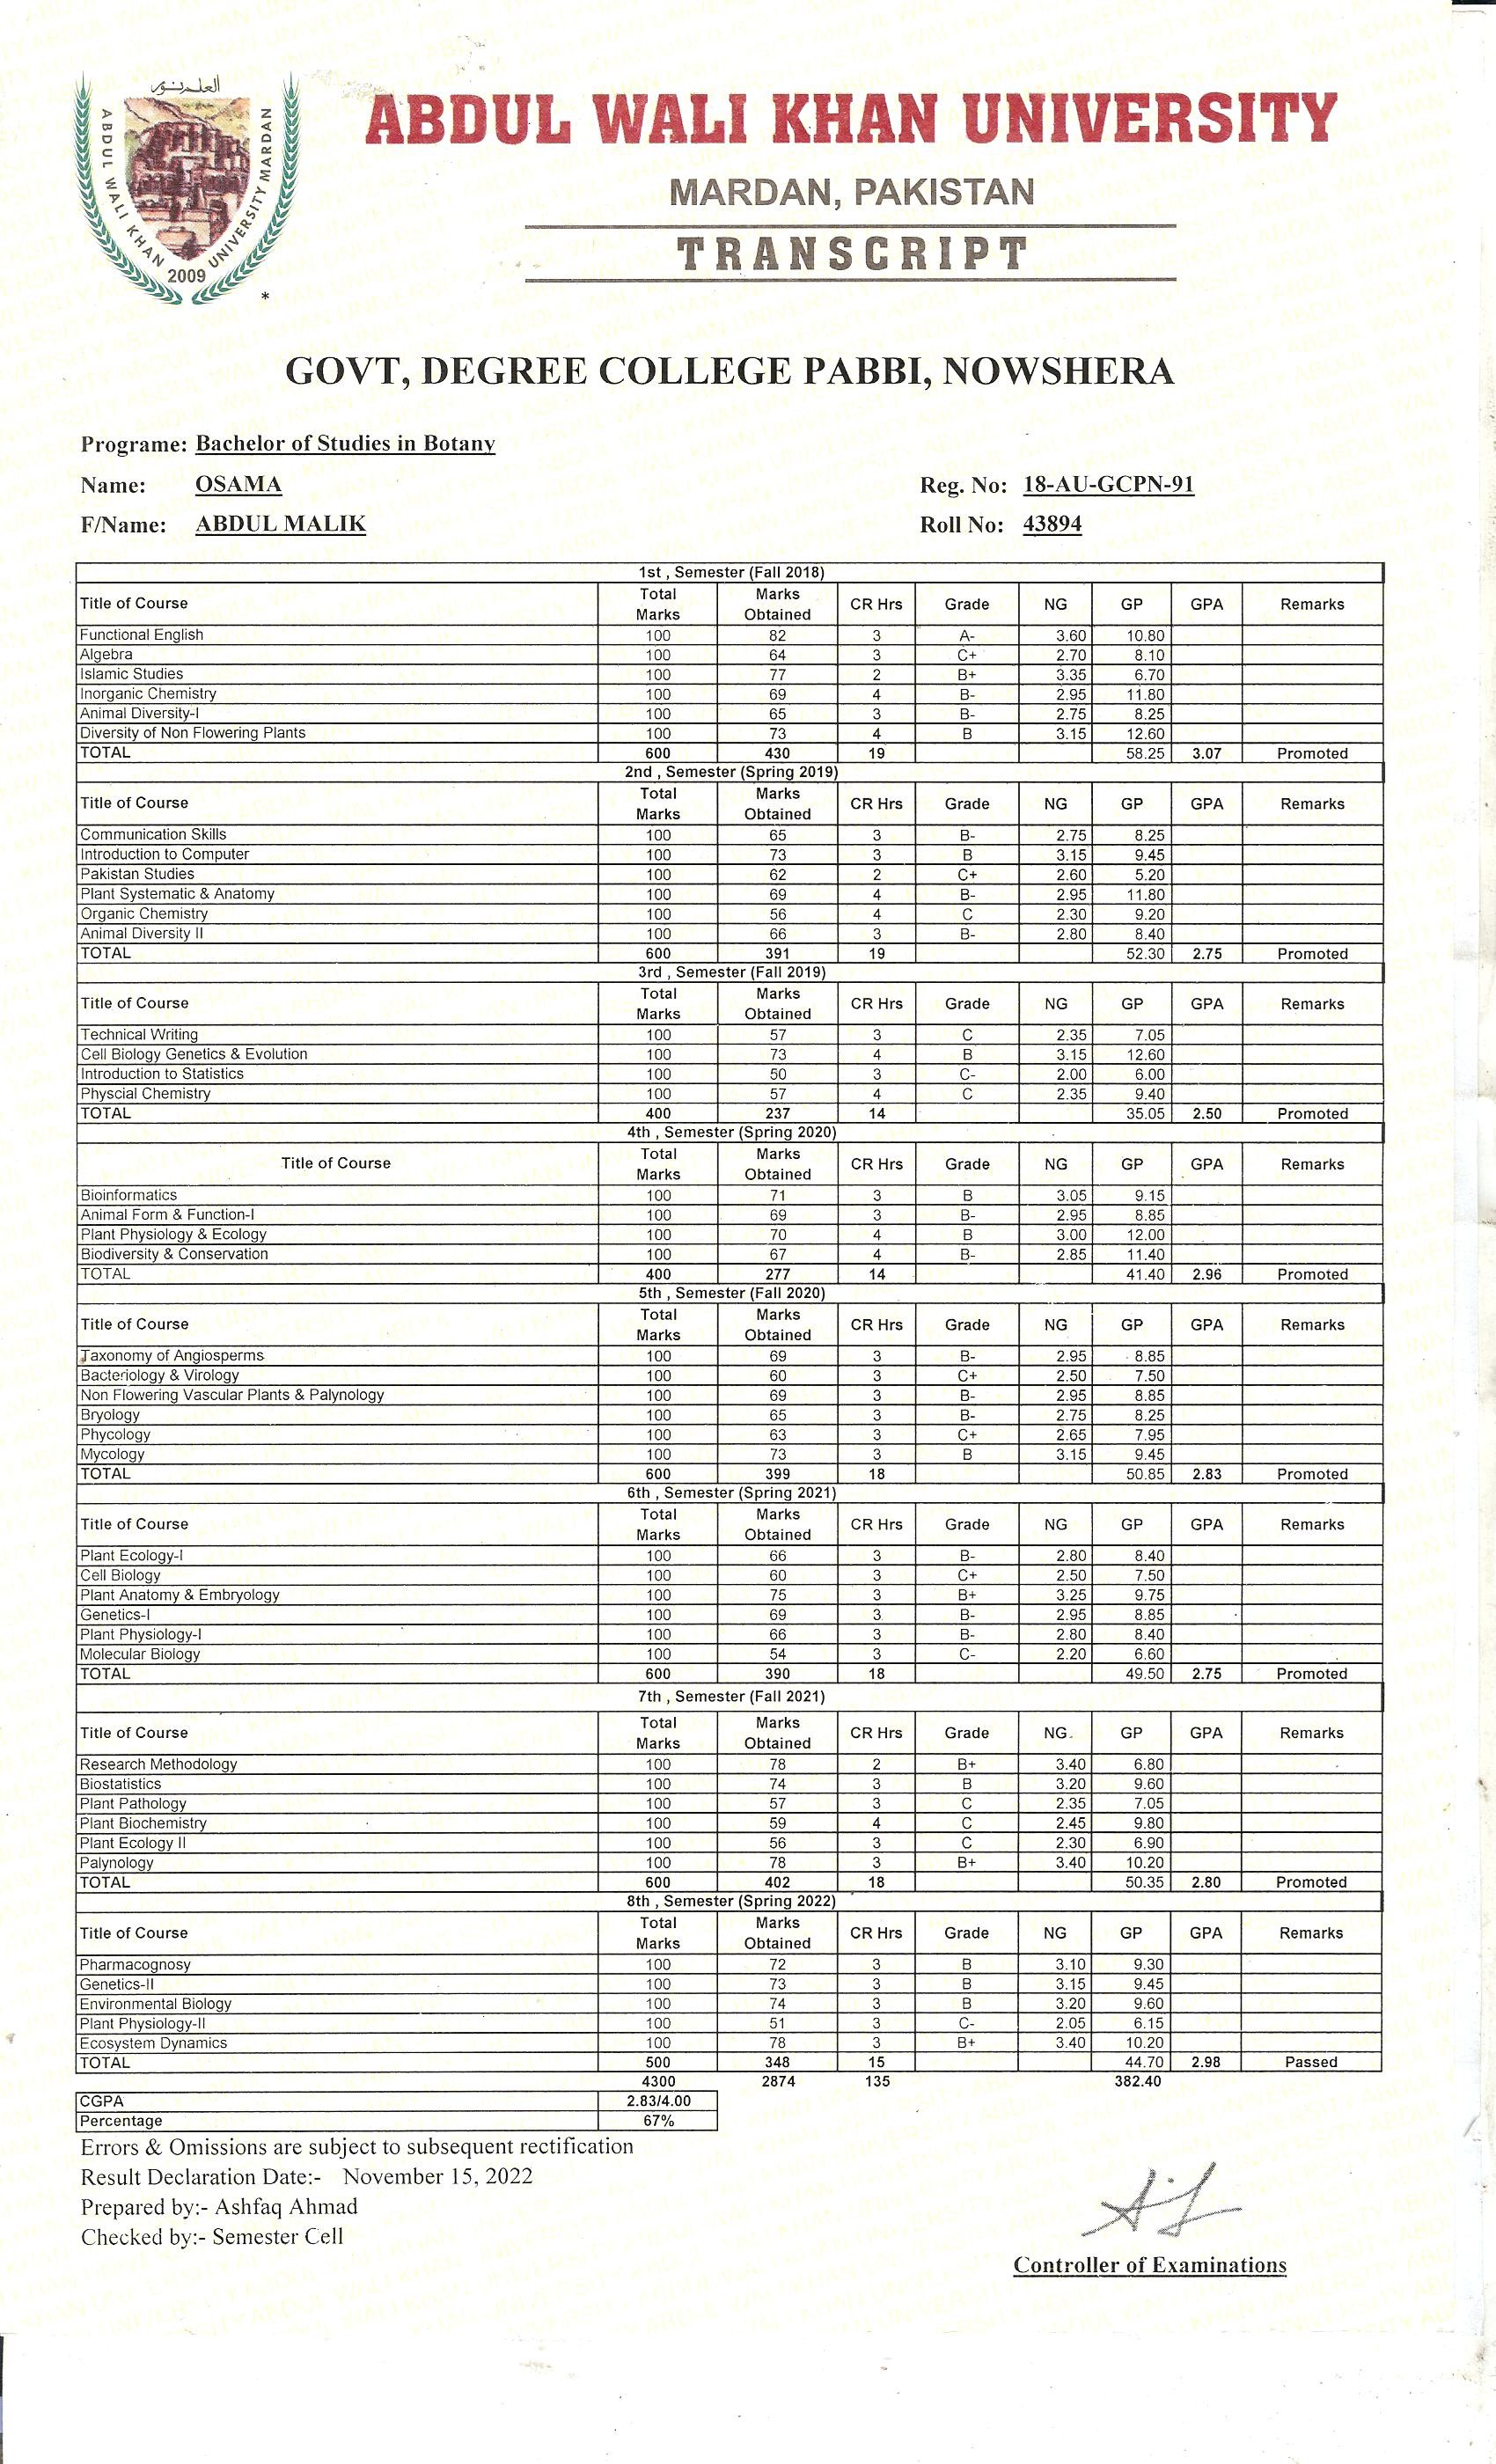 العلم نور
ABDUL WALI KHAN UNIVERSITY MARDAN
2009
*
ABDUL WALI KHAN UNIVERSITY
MARDAN, PAKISTAN
TRANSCRIPT
GOVT, DEGREE COLLEGE PABBI, NOWSHERA
Programe: Bachelor of Studies in Botany
Name: OSAMA Reg. No: 18-AU-GCPN-91
F/Name: ABDUL MALIK Roll No: 43894
1st , Semester (Fall 2018)
Title of Course Total Marks Marks Obtained CR Hrs Grade NG GP GPA Remarks
Functional English 100 82 3 A- 3.60 10.80
Algebra 100 64 3 C+ 2.70 8.10
Islamic Studies 100 77 2 B+ 3.35 6.70
Inorganic Chemistry 100 69 4 B- 2.95 11.80
Animal Diversity-I 100 65 3 B- 2.75 8.25
Diversity of Non Flowering Plants 100 73 4 B 3.15 12.60
TOTAL 600 430 19 58.25 3.07 Promoted
2nd , Semester (Spring 2019)
Title of Course Total Marks Marks Obtained CR Hrs Grade NG GP GPA Remarks
Communication Skills 100 65 3 B- 2.75 8.25
Introduction to Computer 100 73 3 B 3.15 9.45
Pakistan Studies 100 62 2 C+ 2.60 5.20
Plant Systematic & Anatomy 100 69 4 B- 2.95 11.80
Organic Chemistry 100 56 4 C 2.30 9.20
Animal Diversity II 100 66 3 B- 2.80 8.40
TOTAL 600 391 19 52.30 2.75 Promoted
3rd , Semester (Fall 2019)
Title of Course Total Marks Marks Obtained CR Hrs Grade NG GP GPA Remarks
Technical Writing 100 57 3 C 2.35 7.05
Cell Biology Genetics & Evolution 100 73 4 B 3.15 12.60
Introduction to Statistics 100 50 3 C- 2.00 6.00
Physcial Chemistry 100 57 4 C 2.35 9.40
TOTAL 400 237 14 35.05 2.50 Promoted
4th , Semester (Spring 2020)
Title of Course Total Marks Marks Obtained CR Hrs Grade NG GP GPA Remarks
Bioinformatics 100 71 3 B 3.05 9.15
Animal Form & Function-I 100 69 3 B- 2.95 8.85
Plant Physiology & Ecology 100 70 4 B 3.00 12.00
Biodiversity & Conservation 100 67 4 B- 2.85 11.40
TOTAL 400 277 14 41.40 2.96 Promoted
5th , Semester (Fall 2020)
Title of Course Total Marks Marks Obtained CR Hrs Grade NG GP GPA Remarks
Taxonomy of Angiosperms 100 69 3 B- 2.95 8.85
Bacteriology & Virology 100 60 3 C+ 2.50 7.50
Non Flowering Vascular Plants & Palynology 100 69 3 B- 2.95 8.85
Bryology 100 65 3 B- 2.75 8.25
Phycology 100 63 3 C+ 2.65 7.95
Mycology 100 73 3 B 3.15 9.45
TOTAL 600 399 18 50.85 2.83 Promoted
6th , Semester (Spring 2021)
Title of Course Total Marks Marks Obtained CR Hrs Grade NG GP GPA Remarks
Plant Ecology-I 100 66 3 B- 2.80 8.40
Cell Biology 100 60 3 C+ 2.50 7.50
Plant Anatomy & Embryology 100 75 3 B+ 3.25 9.75
Genetics-I 100 69 3 B- 2.95 8.85
Plant Physiology-I 100 66 3 B- 2.80 8.40
Molecular Biology 100 54 3 C- 2.20 6.60
TOTAL 600 390 18 49.50 2.75 Promoted
7th , Semester (Fall 2021)
Title of Course Total Marks Marks Obtained CR Hrs Grade NG GP GPA Remarks
Research Methodology 100 78 2 B+ 3.40 6.80
Biostatistics 100 74 3 B 3.20 9.60
Plant Pathology 100 57 3 C 2.35 7.05
Plant Biochemistry 100 59 4 C 2.45 9.80
Plant Ecology II 100 56 3 C 2.30 6.90
Palynology 100 78 3 B+ 3.40 10.20
TOTAL 600 402 18 50.35 2.80 Promoted
8th , Semester (Spring 2022)
Title of Course Total Marks Marks Obtained CR Hrs Grade NG GP GPA Remarks
Pharmacognosy 100 72 3 B 3.10 9.30
Genetics-II 100 73 3 B 3.15 9.45
Environmental Biology 100 74 3 B 3.20 9.60
Plant Physiology-II 100 51 3 C- 2.05 6.15
Ecosystem Dynamics 100 78 3 B+ 3.40 10.20
TOTAL 500 348 15 44.70 2.98 Passed
4300 2874 135 382.40
CGPA 2.83/4.00
Percentage 67%
Errors & Omissions are subject to subsequent rectification
Result Declaration Date:- November 15, 2022
Prepared by:- Ashfaq Ahmad
Checked by:- Semester Cell
Controller of Examinations